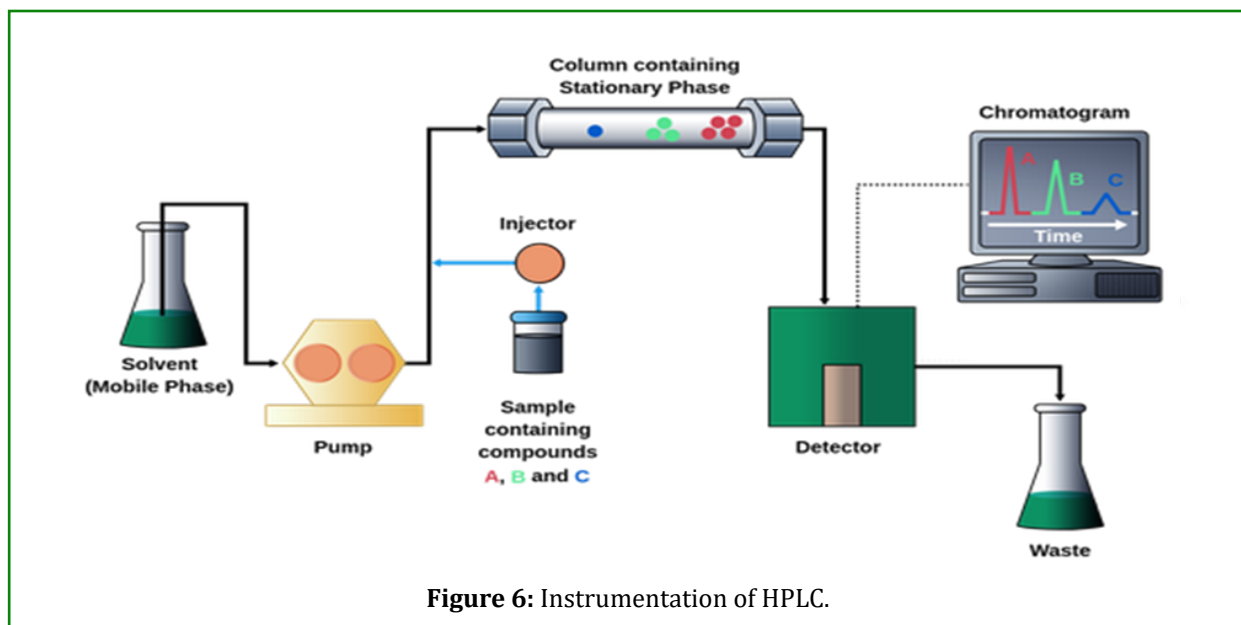 Column containing
Stationary Phase
Chromatogram
A
B
C
Time
Injector
Solvent
(Mobile Phase)
Pump
Sample
containing
compounds
A, B and C
Detector
Waste
Figure 6: Instrumentation of HPLC.